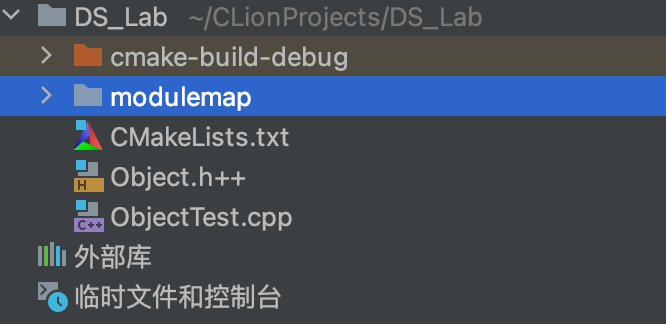 DS_Lab ~/CLionProjects/DS_Lab
cmake-build-debug
modulemap
CMakeLists.txt
Object.h++
ObjectTest.cpp
外部库
临时文件和控制台